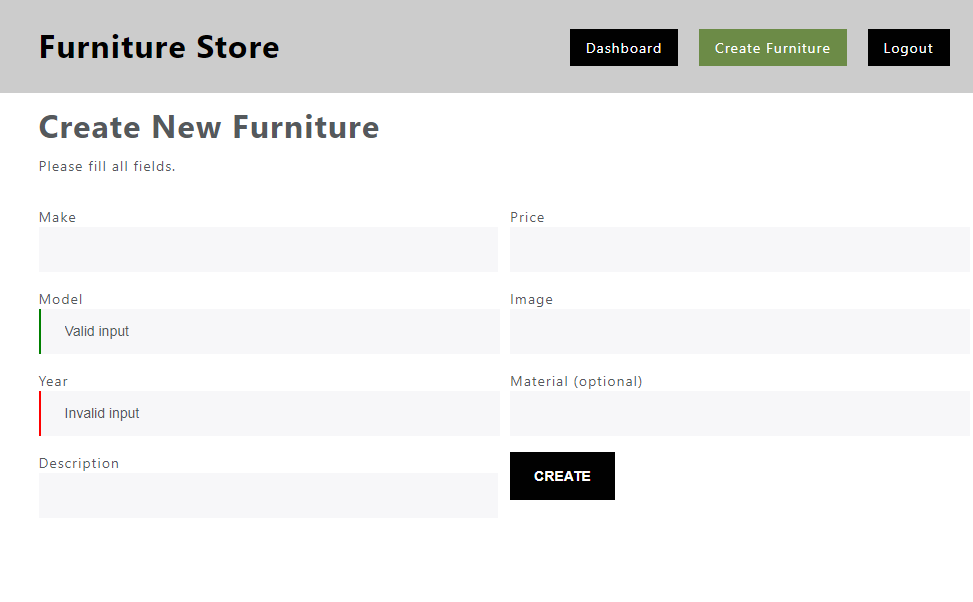 Furniture Store
Dashboard
Create Furniture
Logout
Create New Furniture
Please fill all fields.
Make
Price
Model
Valid input
Image
Year
Invalid input
Material (optional)
Description
CREATE